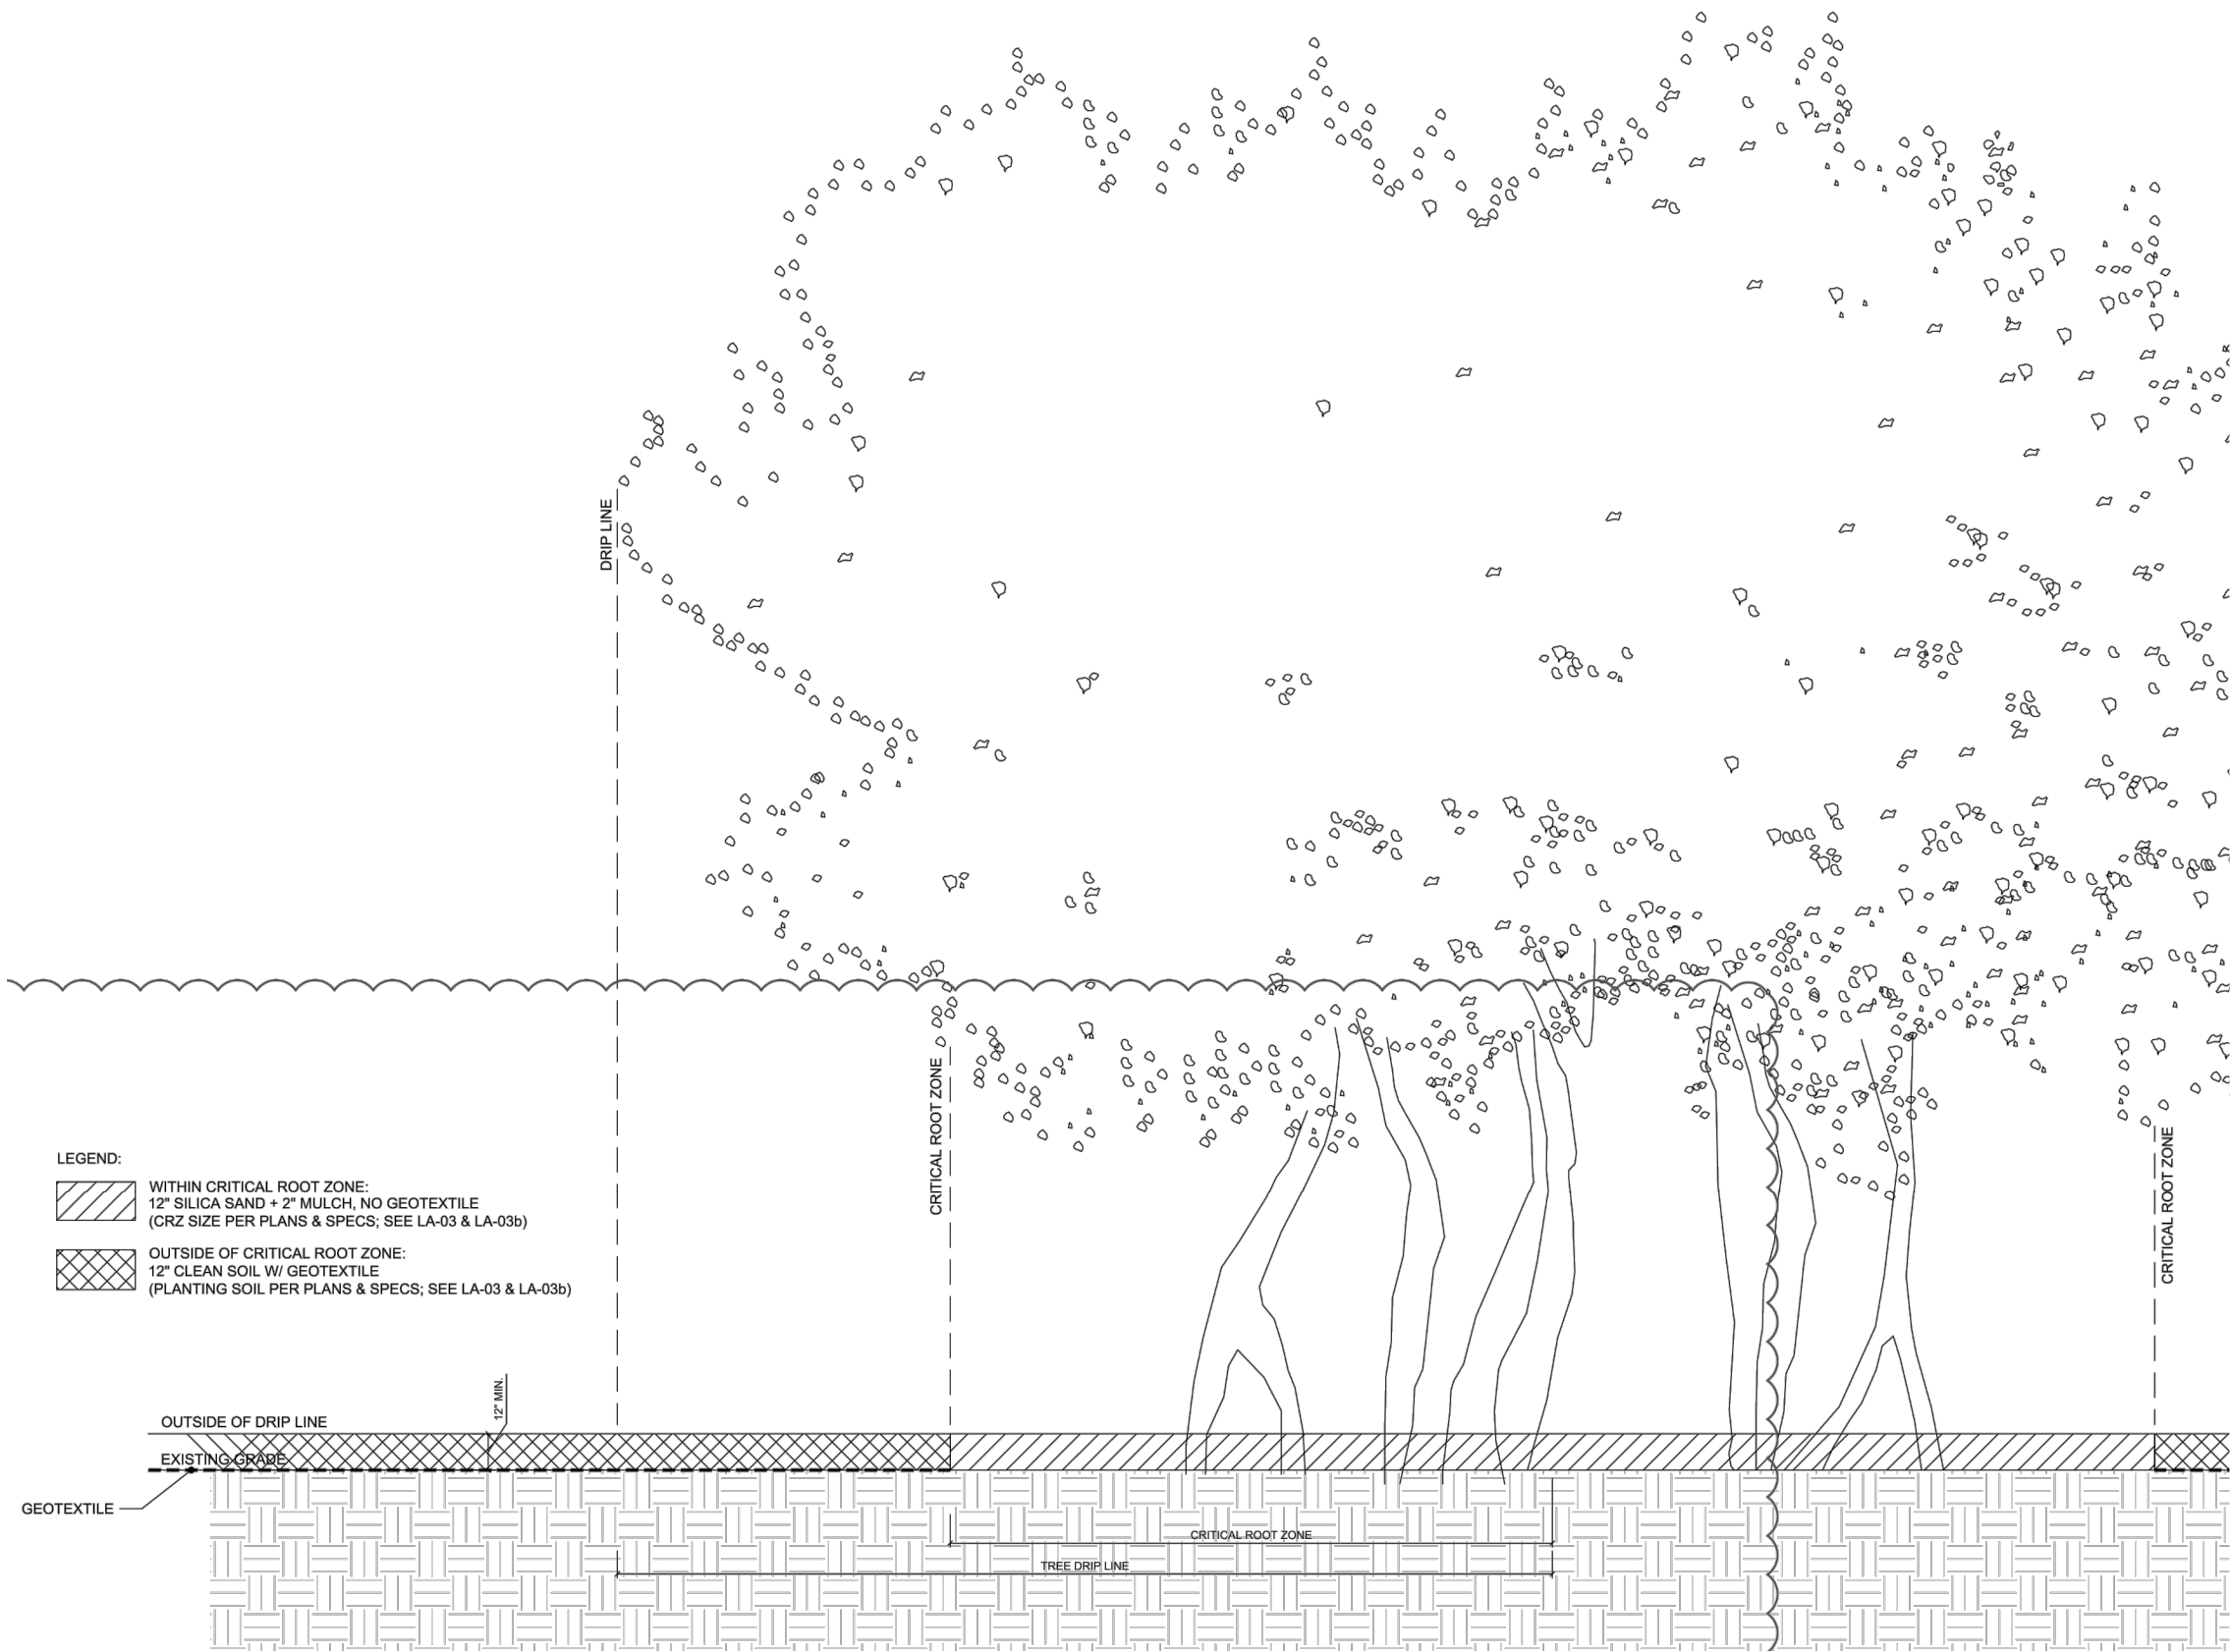 DRIP LINE
CRITICAL ROOT ZONE
CRITICAL ROOT ZONE
LEGEND:
WITHIN CRITICAL ROOT ZONE:
12" SILICA SAND + 2" MULCH, NO GEOTEXTILE
(CRZ SIZE PER PLANS & SPECS; SEE LA-03 & LA-03b)
OUTSIDE OF CRITICAL ROOT ZONE:
12" CLEAN SOIL W/ GEOTEXTILE
(PLANTING SOIL PER PLANS & SPECS; SEE LA-03 & LA-03b)
12" MIN.
OUTSIDE OF DRIP LINE
EXISTING GRADE
GEOTEXTILE
CRITICAL ROOT ZONE
TREE DRIP LINE